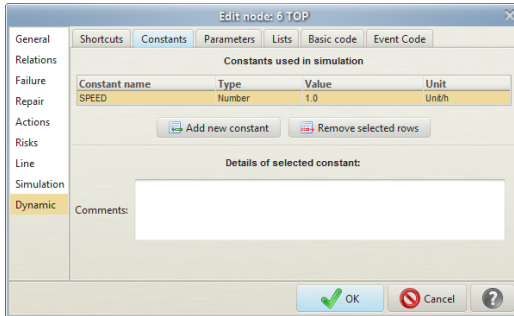 Edit node: 6 TOP
General
Relations
Failure
Repair
Actions
Risks
Line
Simulation
Dynamic
Shortcuts Constants Parameters Lists Basic code Event Code
Constants used in simulation
Constant name Type Value Unit
SPEED Number 1.0 Unit/h
Add new constant Remove selected rows
Details of selected constant:
Comments:
OK Cancel ?